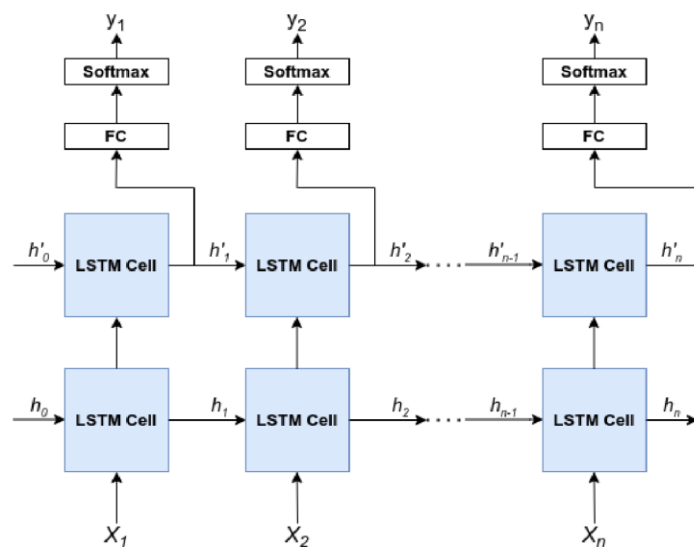 y1 y2 yn
Softmax Softmax Softmax
FC FC FC
h'0 LSTM Cell h'1 LSTM Cell h'2 .... h'n-1 LSTM Cell h'n
h0 LSTM Cell h1 LSTM Cell h2 .... hn-1 LSTM Cell hn
X1 X2 Xn